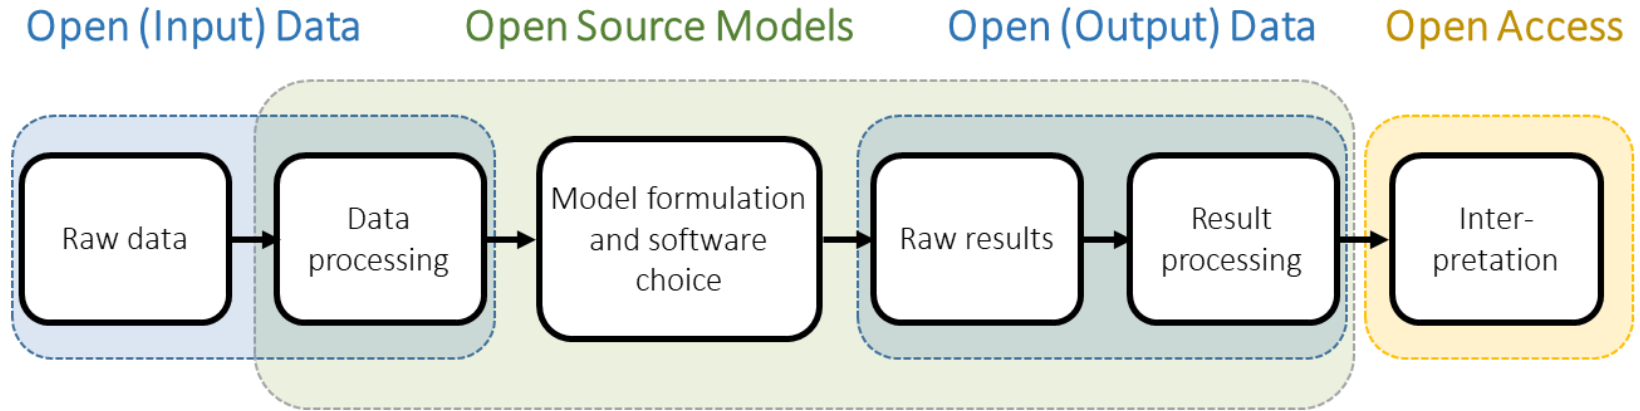 Open (Input) Data
Open Source Models
Open (Output) Data
Open Access
Raw data
Data
processing
Model formulation
and software
choice
Raw results
Result
processing
Inter-
pretation